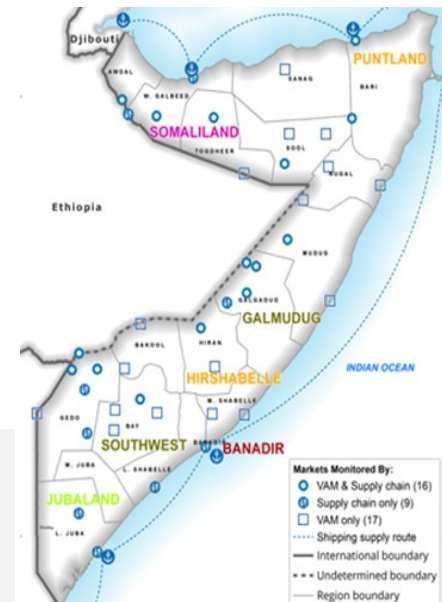 Djibouti
PUNTLAND
AWDAL
SANAG
W. GALBEED
BARI
SOMALILAND
SOOL
TOGDHEER
NUGAL
Ethiopia
MUDUG
GALGADUD
GALMUDUG
BAKOOL
HIRAN
INDIAN OCEAN
HIRSHABELLE
M. SHABELLE
GEDO
BAY
SOUTHWEST
BANADIR
BANADIR
W. JUBA
L. SHABELLE
JUBALAND
L. JUBA
Markets Monitored By:
VAM & Supply chain (16)
Supply chain only (9)
VAM only (17)
Shipping supply route
International boundary
Undetermined boundary
Region boundary